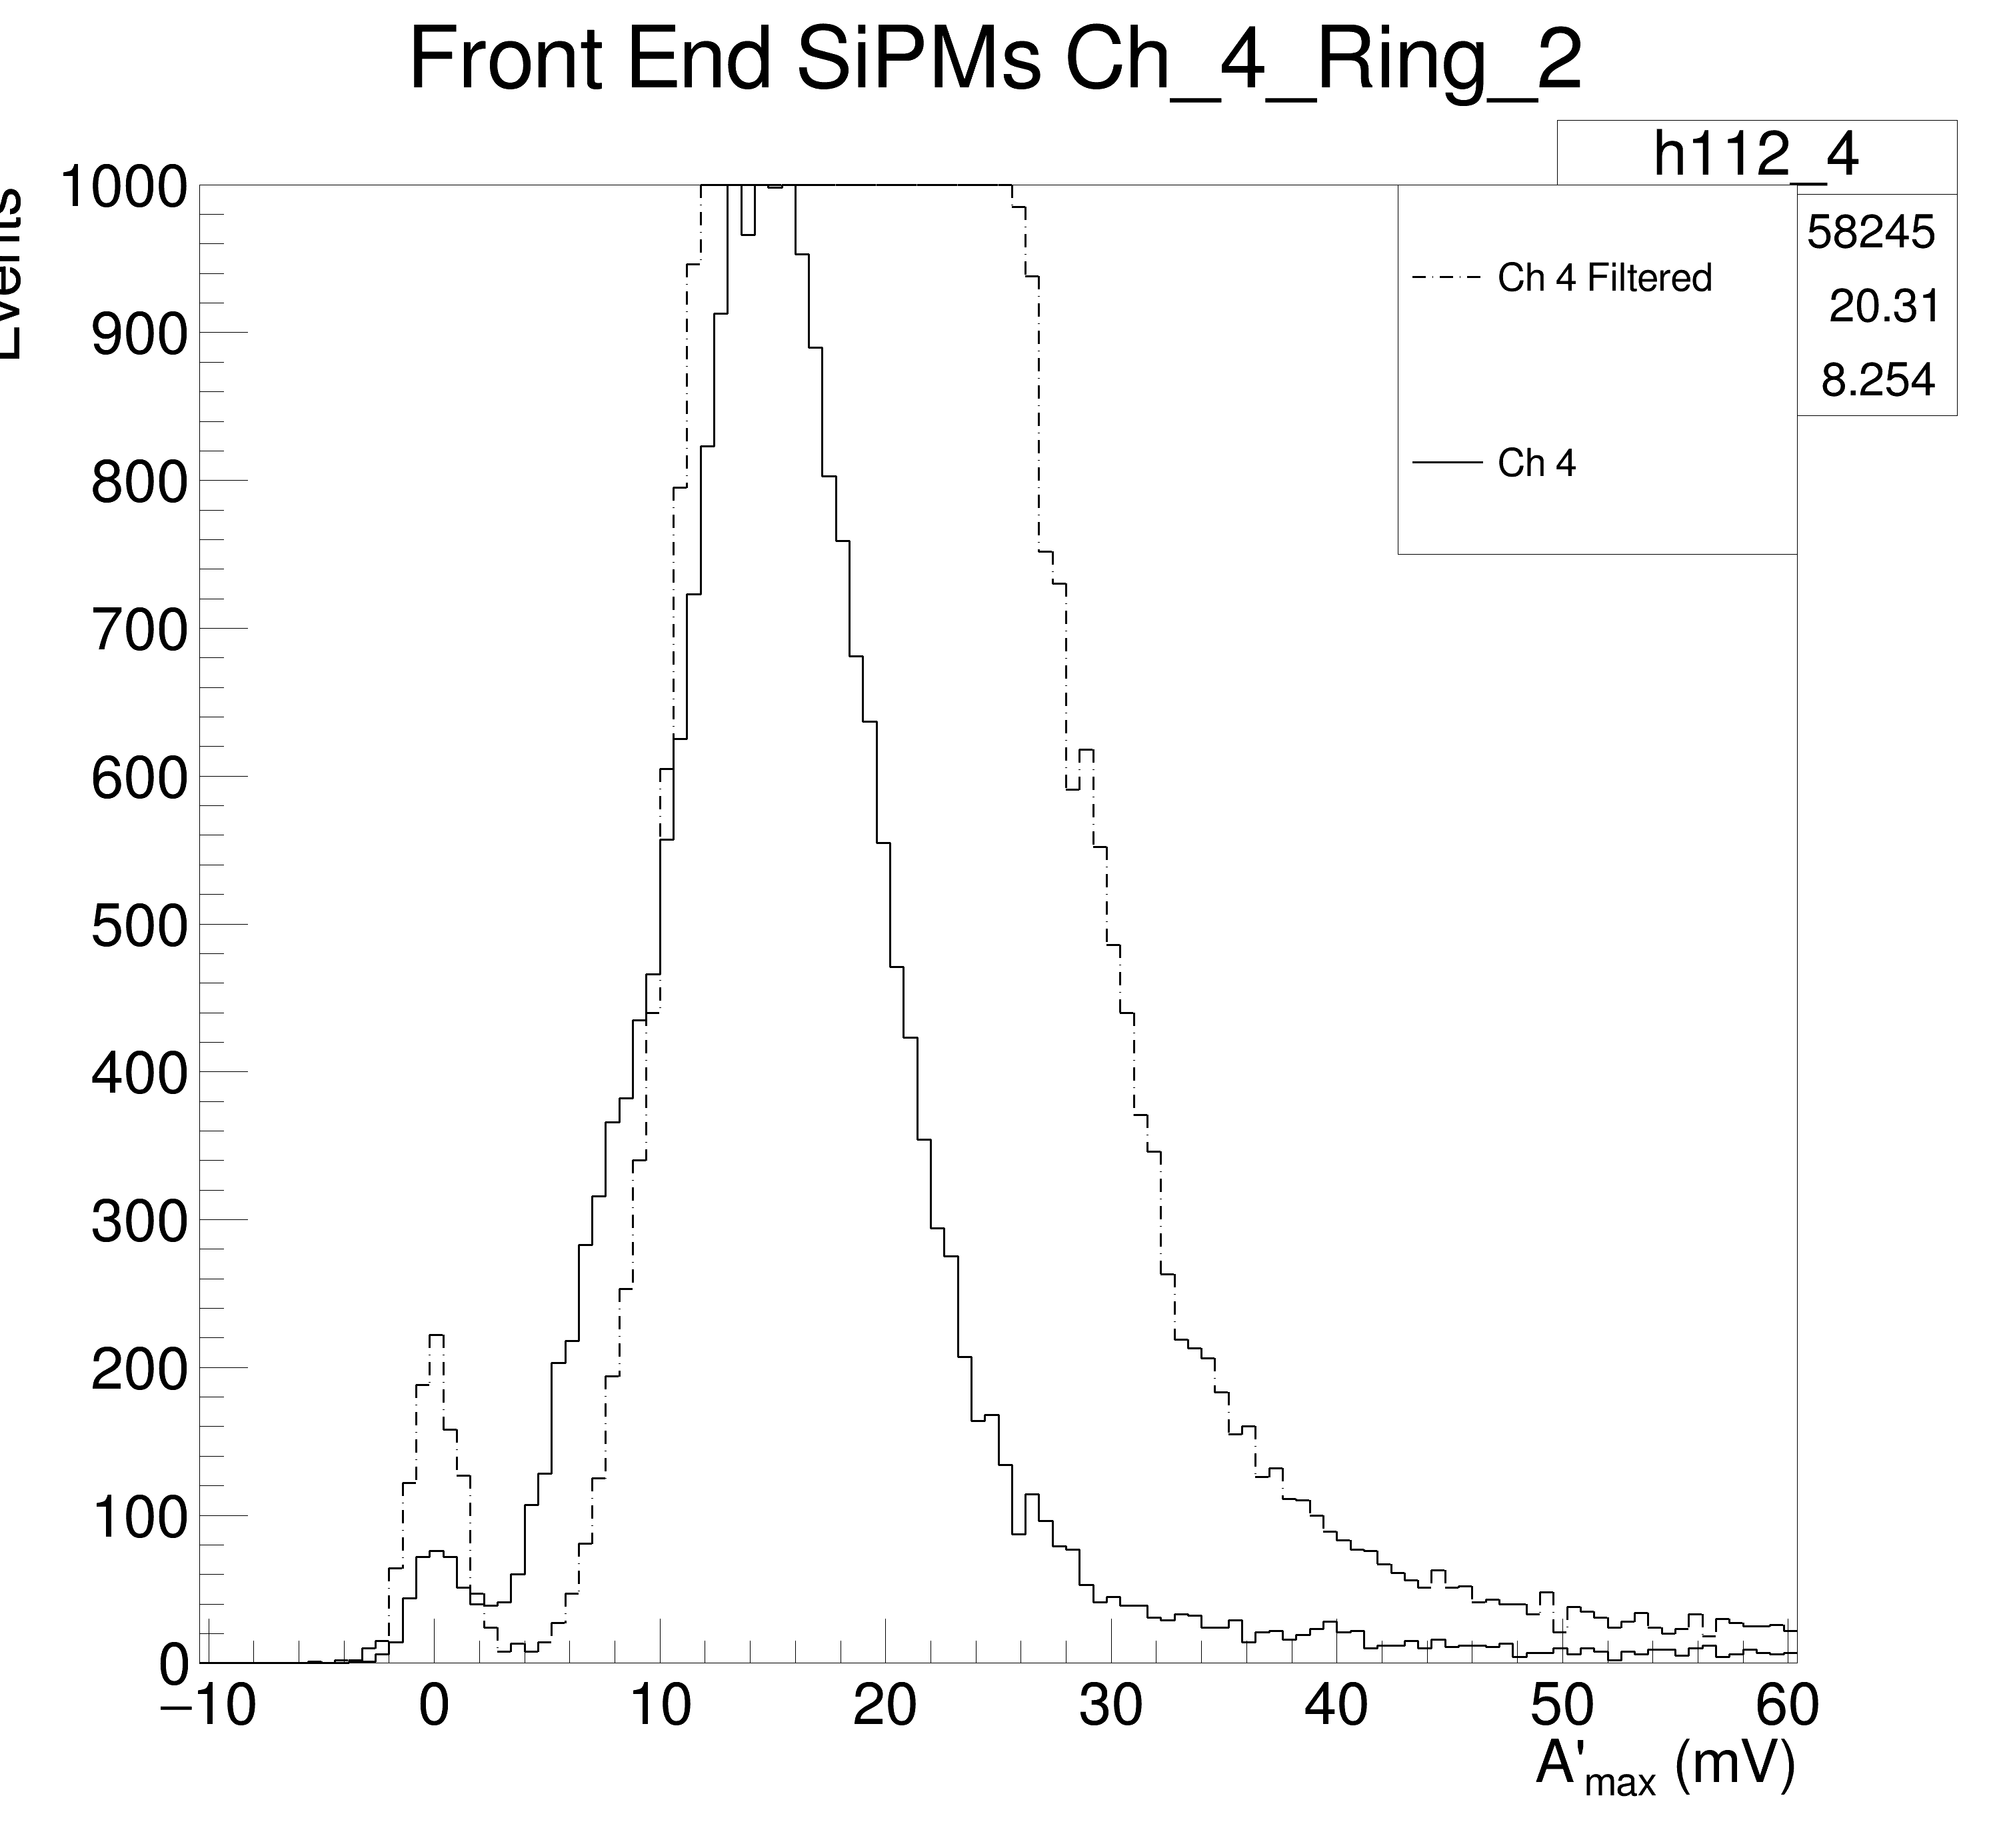 Front End SiPMs Ch_4_Ring_2
h112_4
58245
20.31
8.254
Ch 4 Filtered
Ch 4
Events
1000
900
800
700
600
500
400
300
200
100
0
−10 0 10 20 30 40 50 60
A'max (mV)